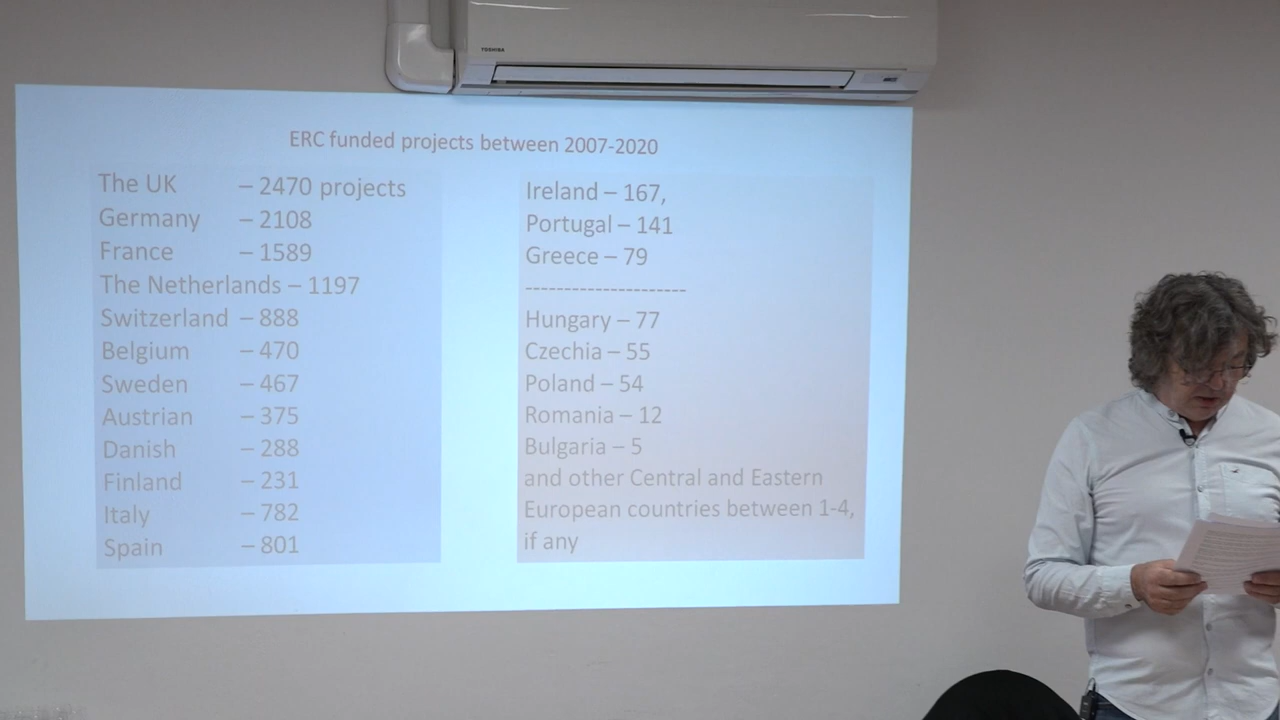 TOSHIBA
ERC funded projects between 2007-2020
The UK – 2470 projects
Germany – 2108
France – 1589
The Netherlands – 1197
Switzerland – 888
Belgium – 470
Sweden – 467
Austrian – 375
Danish – 288
Finland – 231
Italy – 782
Spain – 801
Ireland – 167,
Portugal – 141
Greece – 79
---------------------
Hungary – 77
Czechia – 55
Poland – 54
Romania – 12
Bulgaria – 5
and other Central and Eastern
European countries between 1-4,
if any